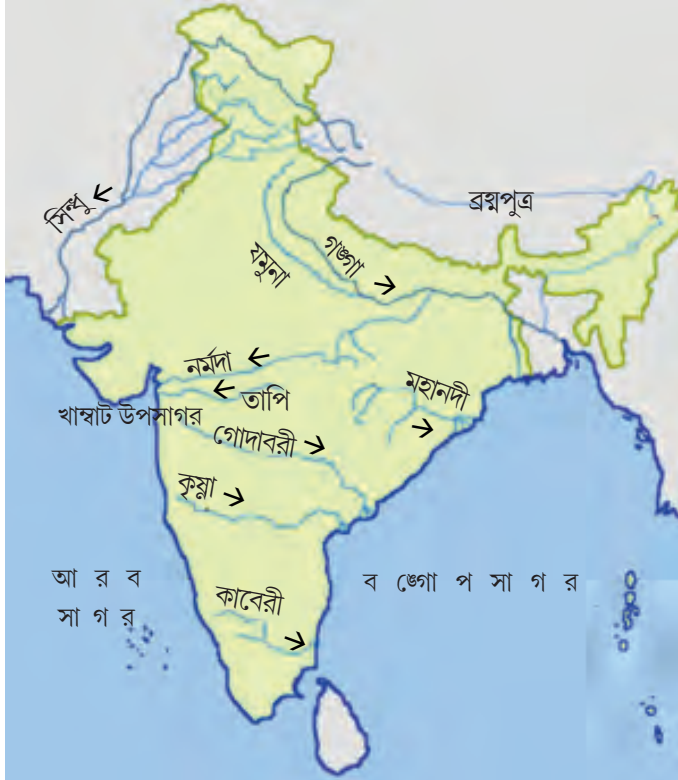 সিন্ধু
ব্রহ্মপুত্র
গঙ্গা
যমুনা
নর্মদা
তাপি
মহানদী
খাম্বাট উপসাগর
গোদাবরী
কৃষ্ণা
আ র ব
সা গ র
ব ঙ্গো প সা গ র
কাবেরী